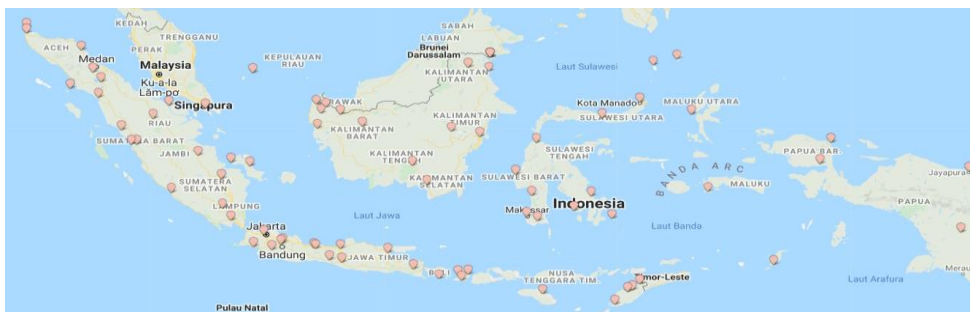 KEDAH
TRENGGANU
ACEH
PERAK
Medan
Malaysia
Ku-a-la
Lăm-pơ
KEPULAUAN
RIAU
Singapura
RIAU
SUMATERA BARAT
JAMBI
SUMATERA
SELATAN
LAMPUNG
Jakarta
Bandung
JAWA TIMUR
BALI
Laut Jawa
Pulau Natal
SABAH
LABUAN
Brunei
Darussalam
KALIMANTAN
UTARA
SARAWAK
KALIMANTAN
BARAT
KALIMANTAN
TIMUR
KALIMANTAN
TENGAH
KALIMANTAN
SELATAN
Laut Sulawesi
Kota Manado
SULAWESI UTARA
MALUKU UTARA
SULAWESI
TENGAH
SULAWESI BARAT
Makassar
Indonesia
BANDA ARC
MALUKU
Laut Banda
NUSA
TENGGARA TIM.
Timor-Leste
PAPUA BAR.
Jayapura
PAPUA
Merau
Laut Arafura